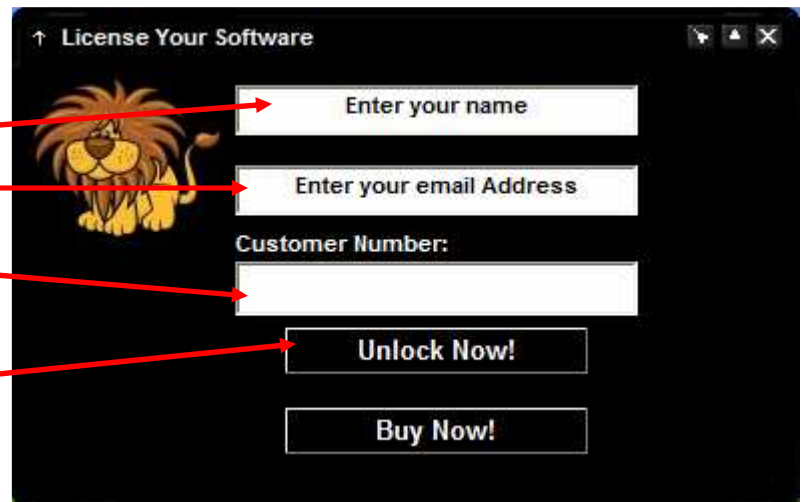 ↑ License Your Software
Enter your name
Enter your email Address
Customer Number:
Unlock Now!
Buy Now!